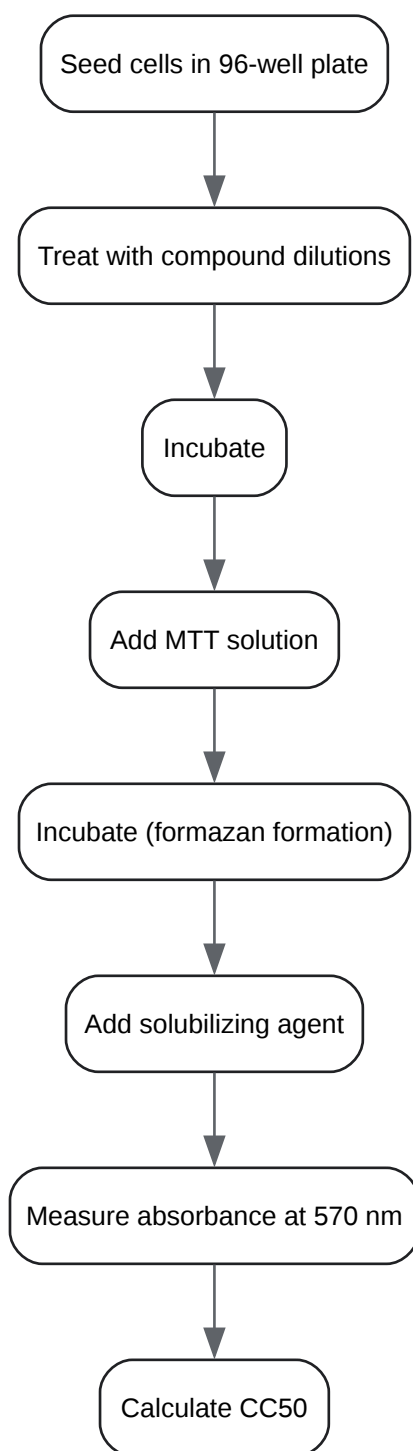 Seed cells in 96-well plate
Treat with compound dilutions
Incubate
Add MTT solution
Incubate (formazan formation)
Add solubilizing agent
Measure absorbance at 570 nm
Calculate CC50